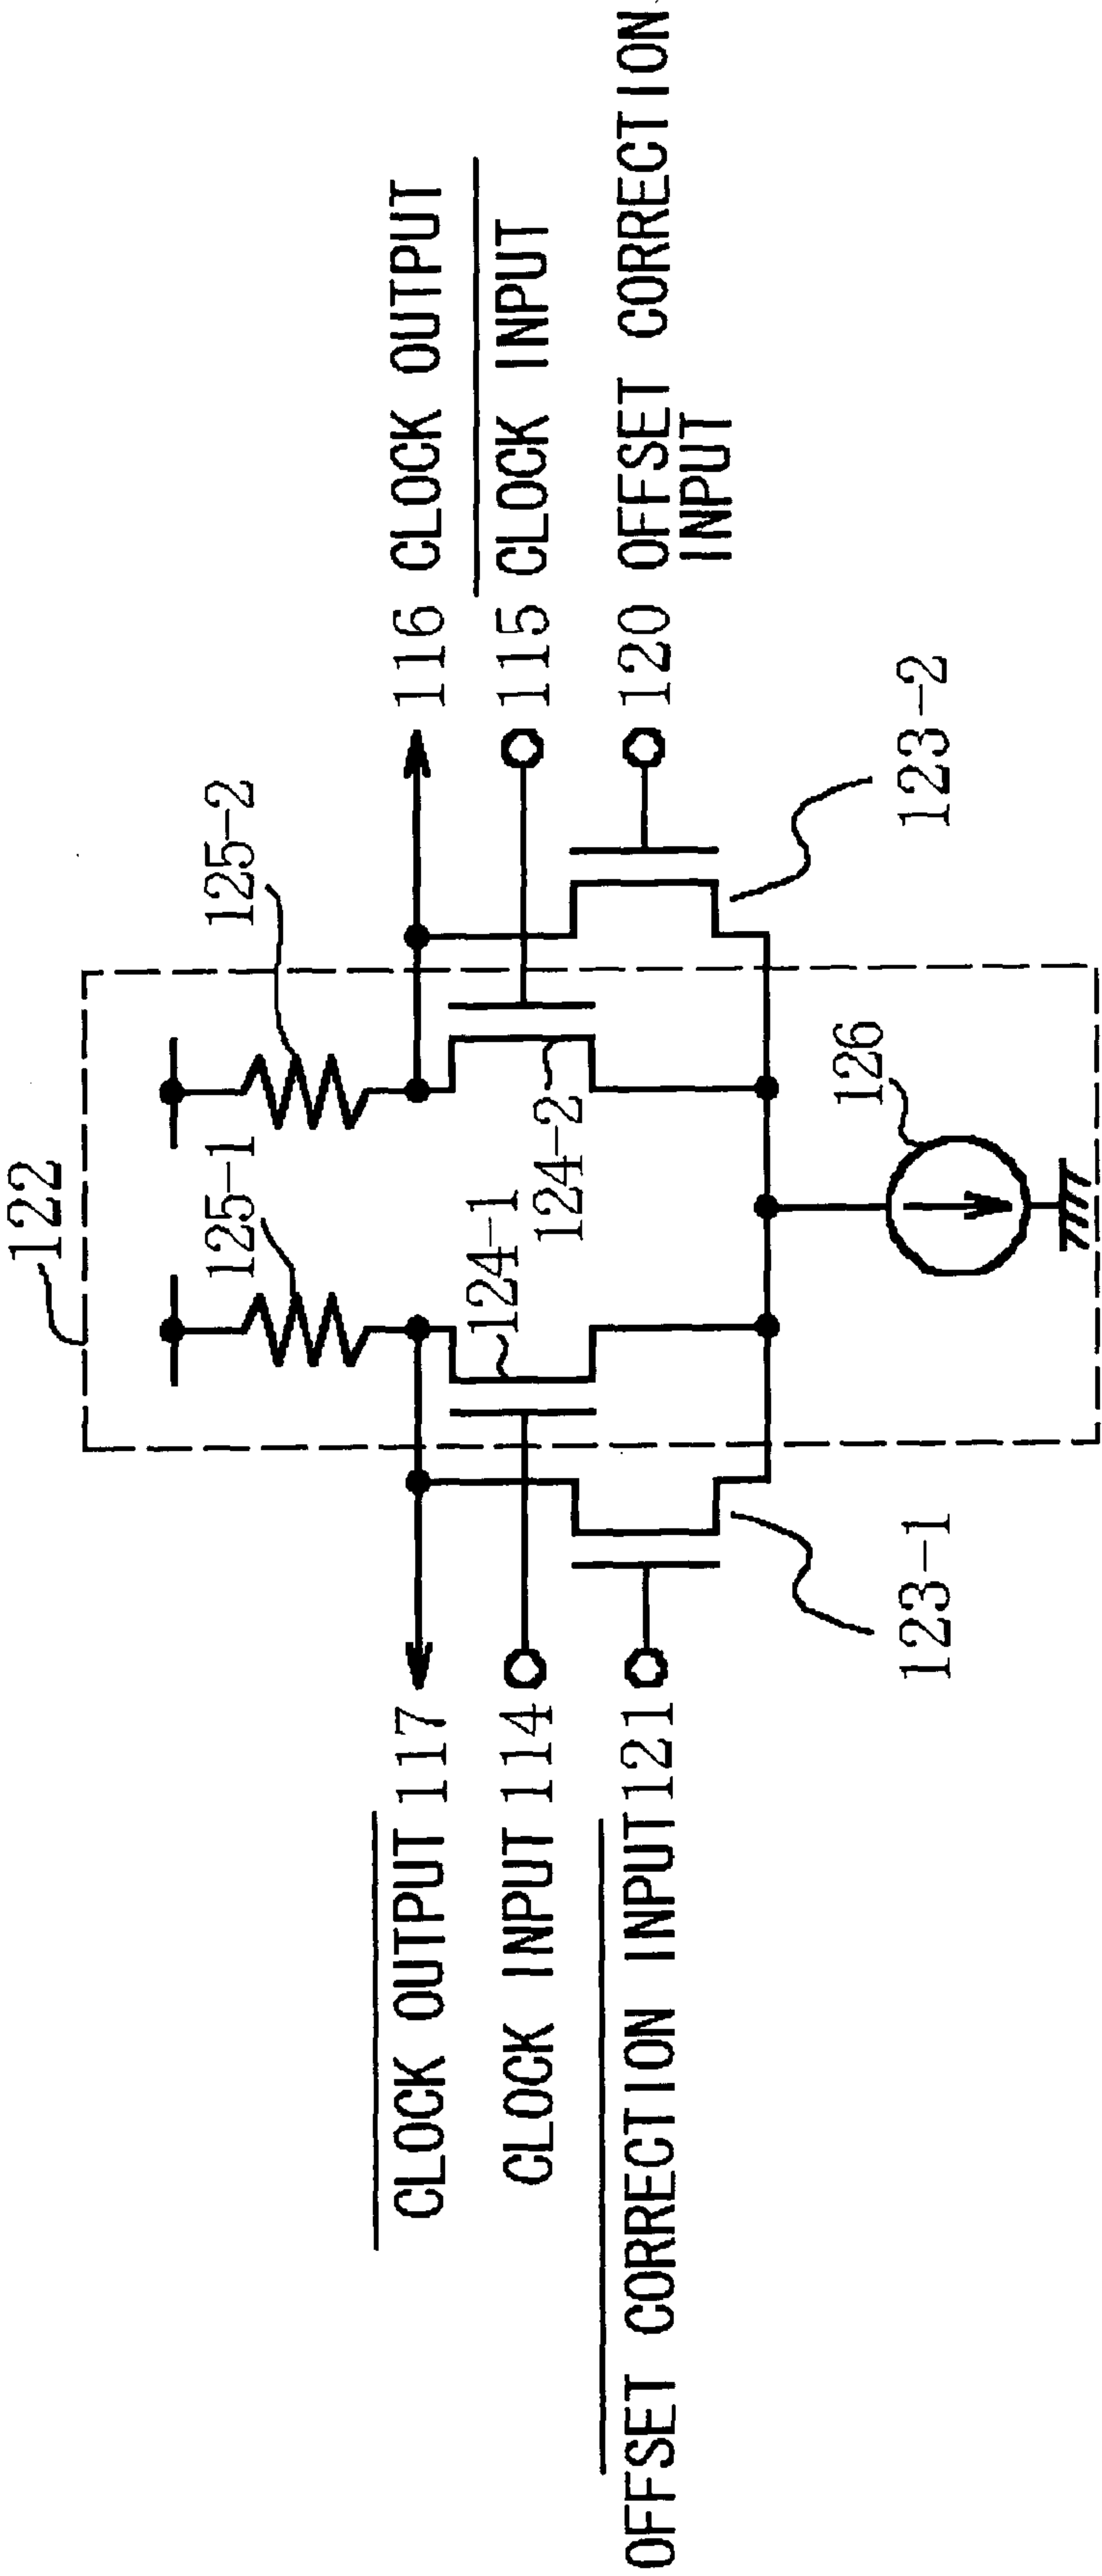 122
125-1
125-2
CLOCK OUTPUT 117
116 CLOCK OUTPUT
CLOCK INPUT 114
124-1
124-2
115 CLOCK INPUT
OFFSET CORRECTION INPUT 121
120 OFFSET CORRECTION
INPUT
126
123-1
123-2